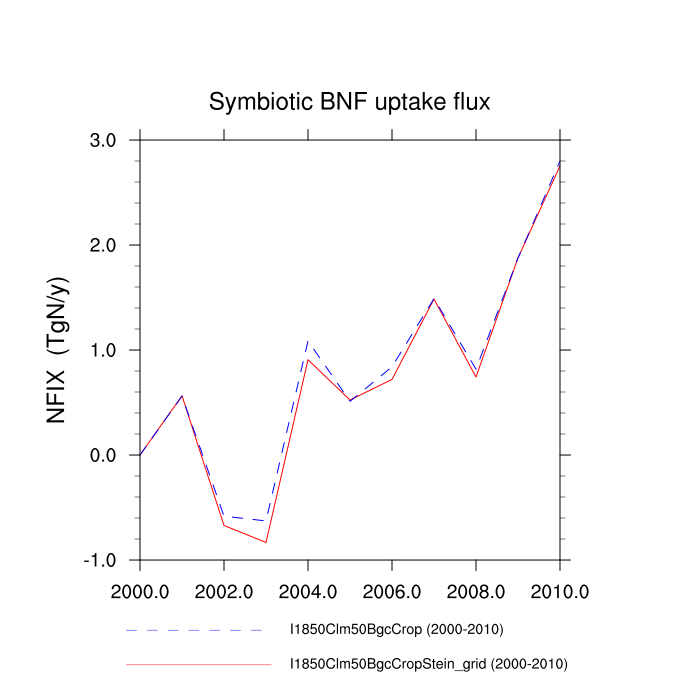 Symbiotic BNF uptake flux
3.0
2.0
1.0
0.0
-1.0
NFIX (TgN/y)
2000.0 2002.0 2004.0 2006.0 2008.0 2010.0
I1850Clm50BgcCrop (2000-2010)
I1850Clm50BgcCropStein_grid (2000-2010)